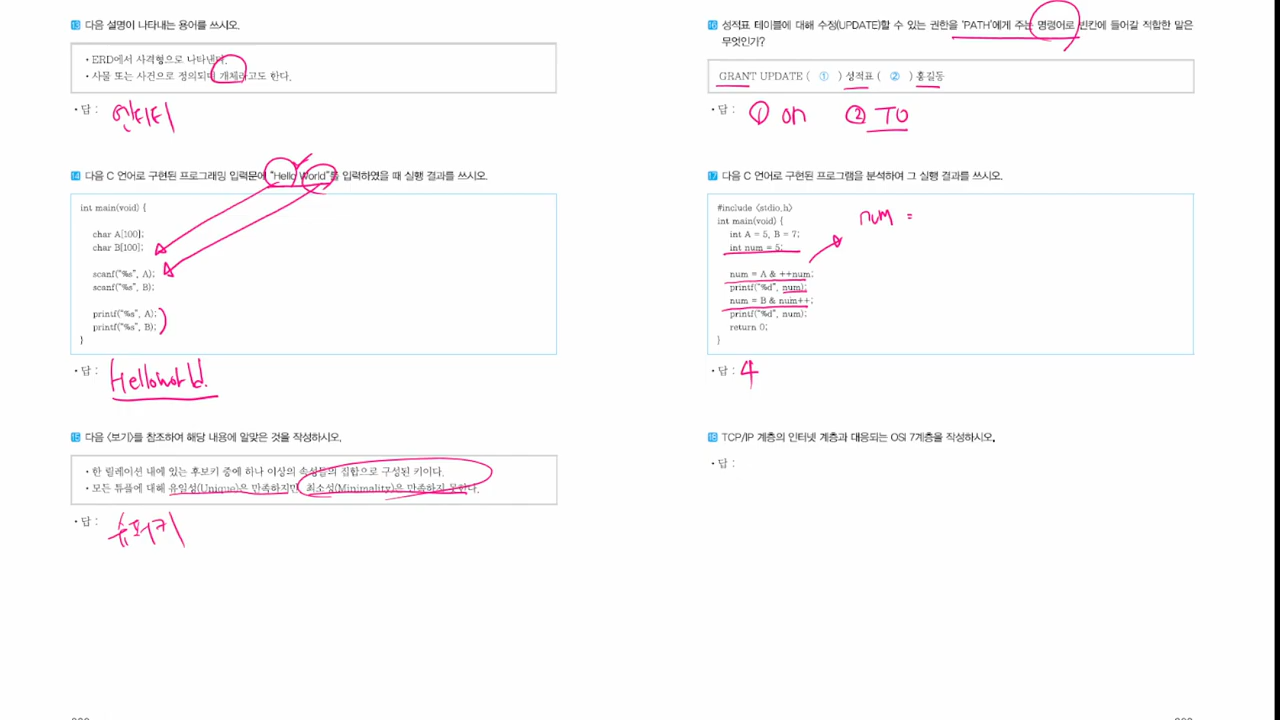 13 다음 설명이 나타내는 용어를 쓰시오.
• ERD에서 사각형으로 나타낸다.
• 사물 또는 사건으로 정의되며 개체라고도 한다.
• 답 : 엔티티
14 다음 C 언어로 구현된 프로그래밍 입력문에 "Hello World"를 입력하였을 때 실행 결과를 쓰시오.
int main(void) {
char A[100];
char B[100];
scanf("%s", A);
scanf("%s", B);
printf("%s", A);
printf("%s", B);
}
• 답 : Helloworld.
15 다음 〈보기〉를 참조하여 해당 내용에 알맞은 것을 작성하시오.
• 한 릴레이션 내에 있는 후보키 중에 하나 이상의 속성들의 집합으로 구성된 키이다.
• 모든 튜플에 대해 유일성(Unique)은 만족하지만, 최소성(Minimality)은 만족하지 못한다.
• 답 : 슈퍼키
16 성적표 테이블에 대해 수정(UPDATE)할 수 있는 권한을 'PATH'에게 주는 명령어로 빈칸에 들어갈 적합한 말은
무엇인가?
GRANT UPDATE ( ① ) 성적표 ( ② ) 홍길동
• 답 : ① on ② TO
17 다음 C 언어로 구현된 프로그램을 분석하여 그 실행 결과를 쓰시오.
#include <stdio.h>
int main(void) {
int A = 5, B = 7;
int num = 5;
num =
num = A & ++num;
printf("%d", num);
num = B & num++;
printf("%d", num);
return 0;
}
• 답 : 4
18 TCP/IP 계층의 인터넷 계층과 대응되는 OSI 7계층을 작성하시오.
• 답 :